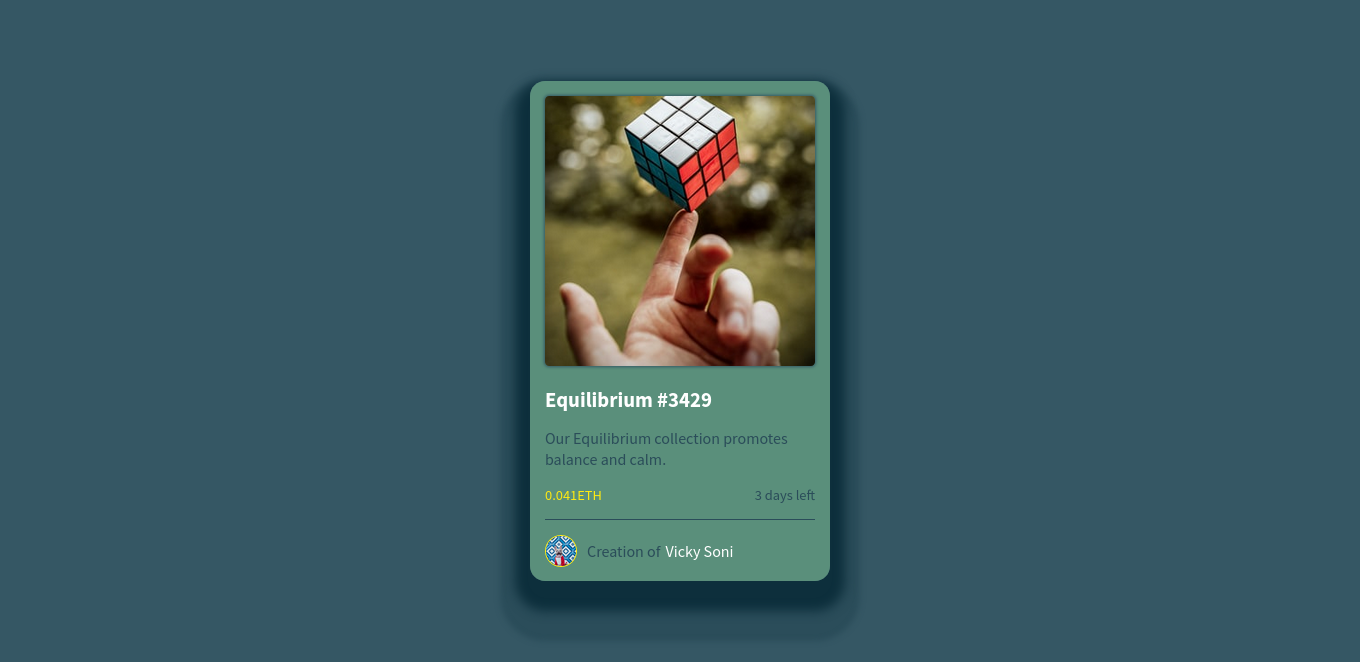 Equilibrium #3429
Our Equilibrium collection promotes
balance and calm.
0.041ETH
3 days left
Creation of Vicky Soni